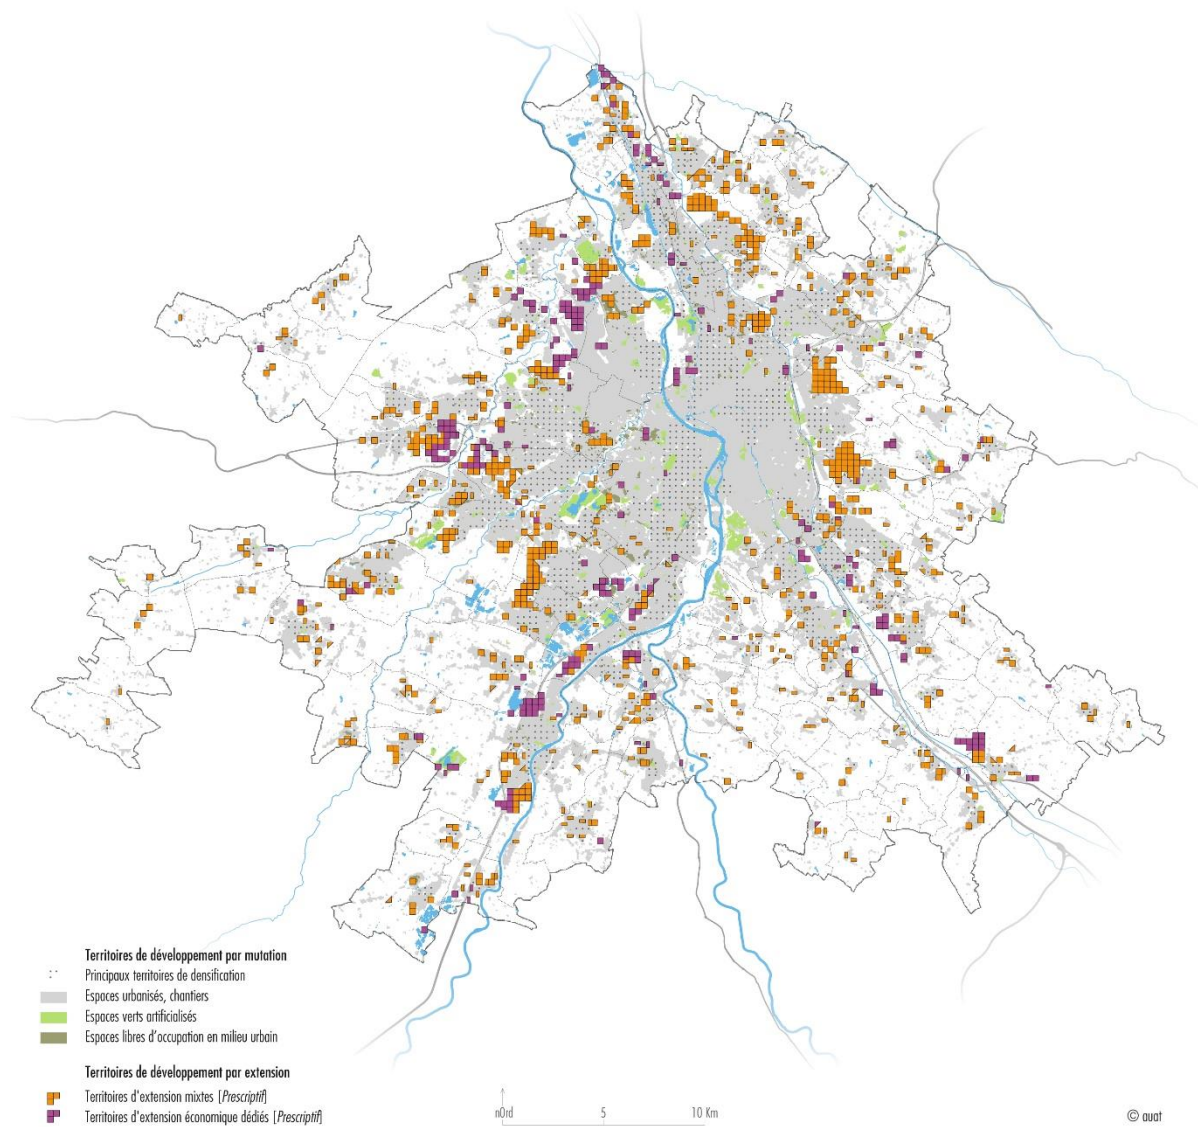 Territoires de développement par mutation
Principaux territoires de densification
Espaces urbanisés, chantiers
Espaces verts artificialisés
Espaces libres d'occupation en milieu urbain
Territoires de développement par extension
Territoires d'extension mixtes [Prescriptif]
Territoires d'extension économique dédiés [Prescriptif]
nOrd 5 10 Km
© auat